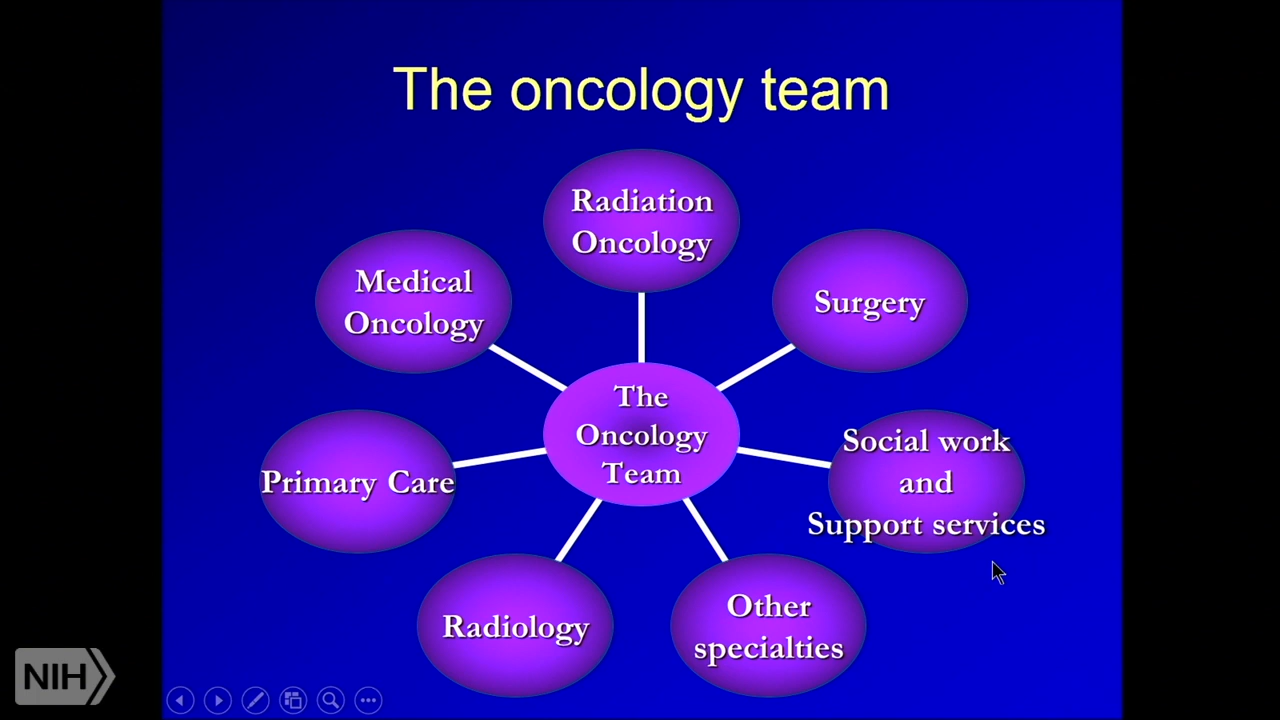 The oncology team
Radiation
Oncology
Medical
Oncology
Surgery
The
Oncology
Team
Primary Care
Social work
and
Support services
Radiology
Other
specialties
NIH